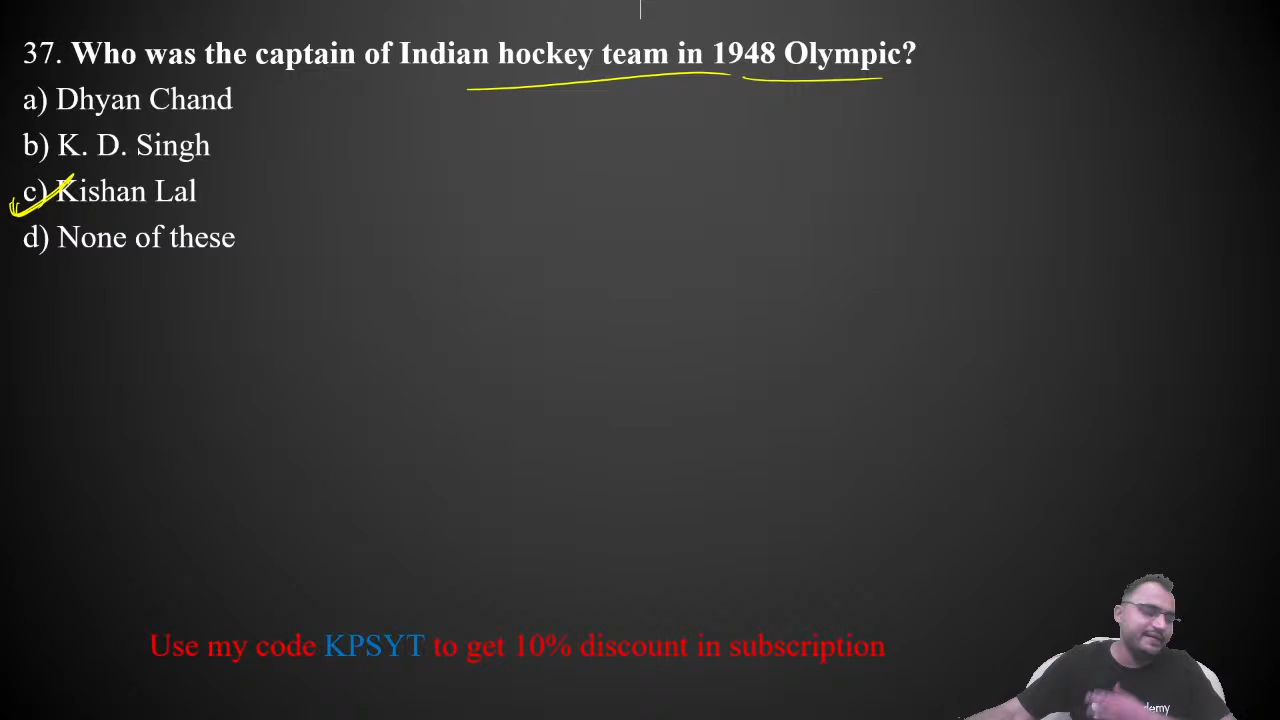 37. Who was the captain of Indian hockey team in 1948 Olympic?
a) Dhyan Chand
b) K. D. Singh
c) Kishan Lal
d) None of these
Use my code KPSYT to get 10% discount in subscription